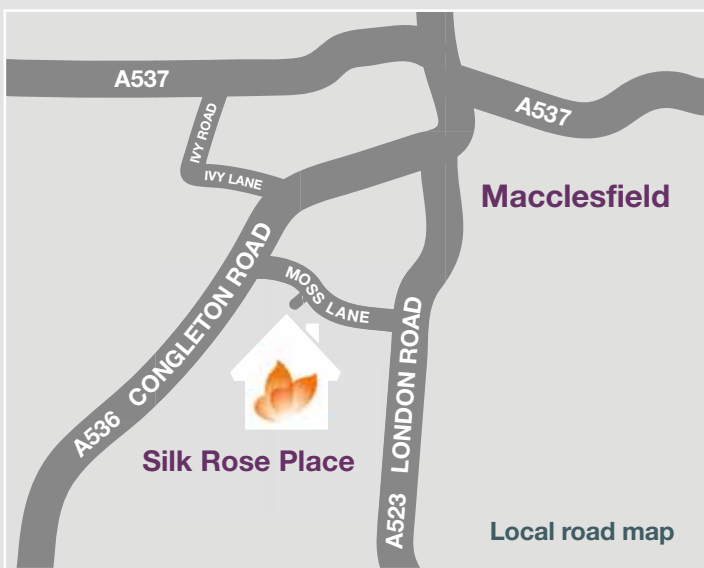 A537
A537
IVY ROAD
IVY LANE
Macclesfield
A536 CONGLETON ROAD
MOSS LANE
A523 LONDON ROAD
Silk Rose Place
Local road map